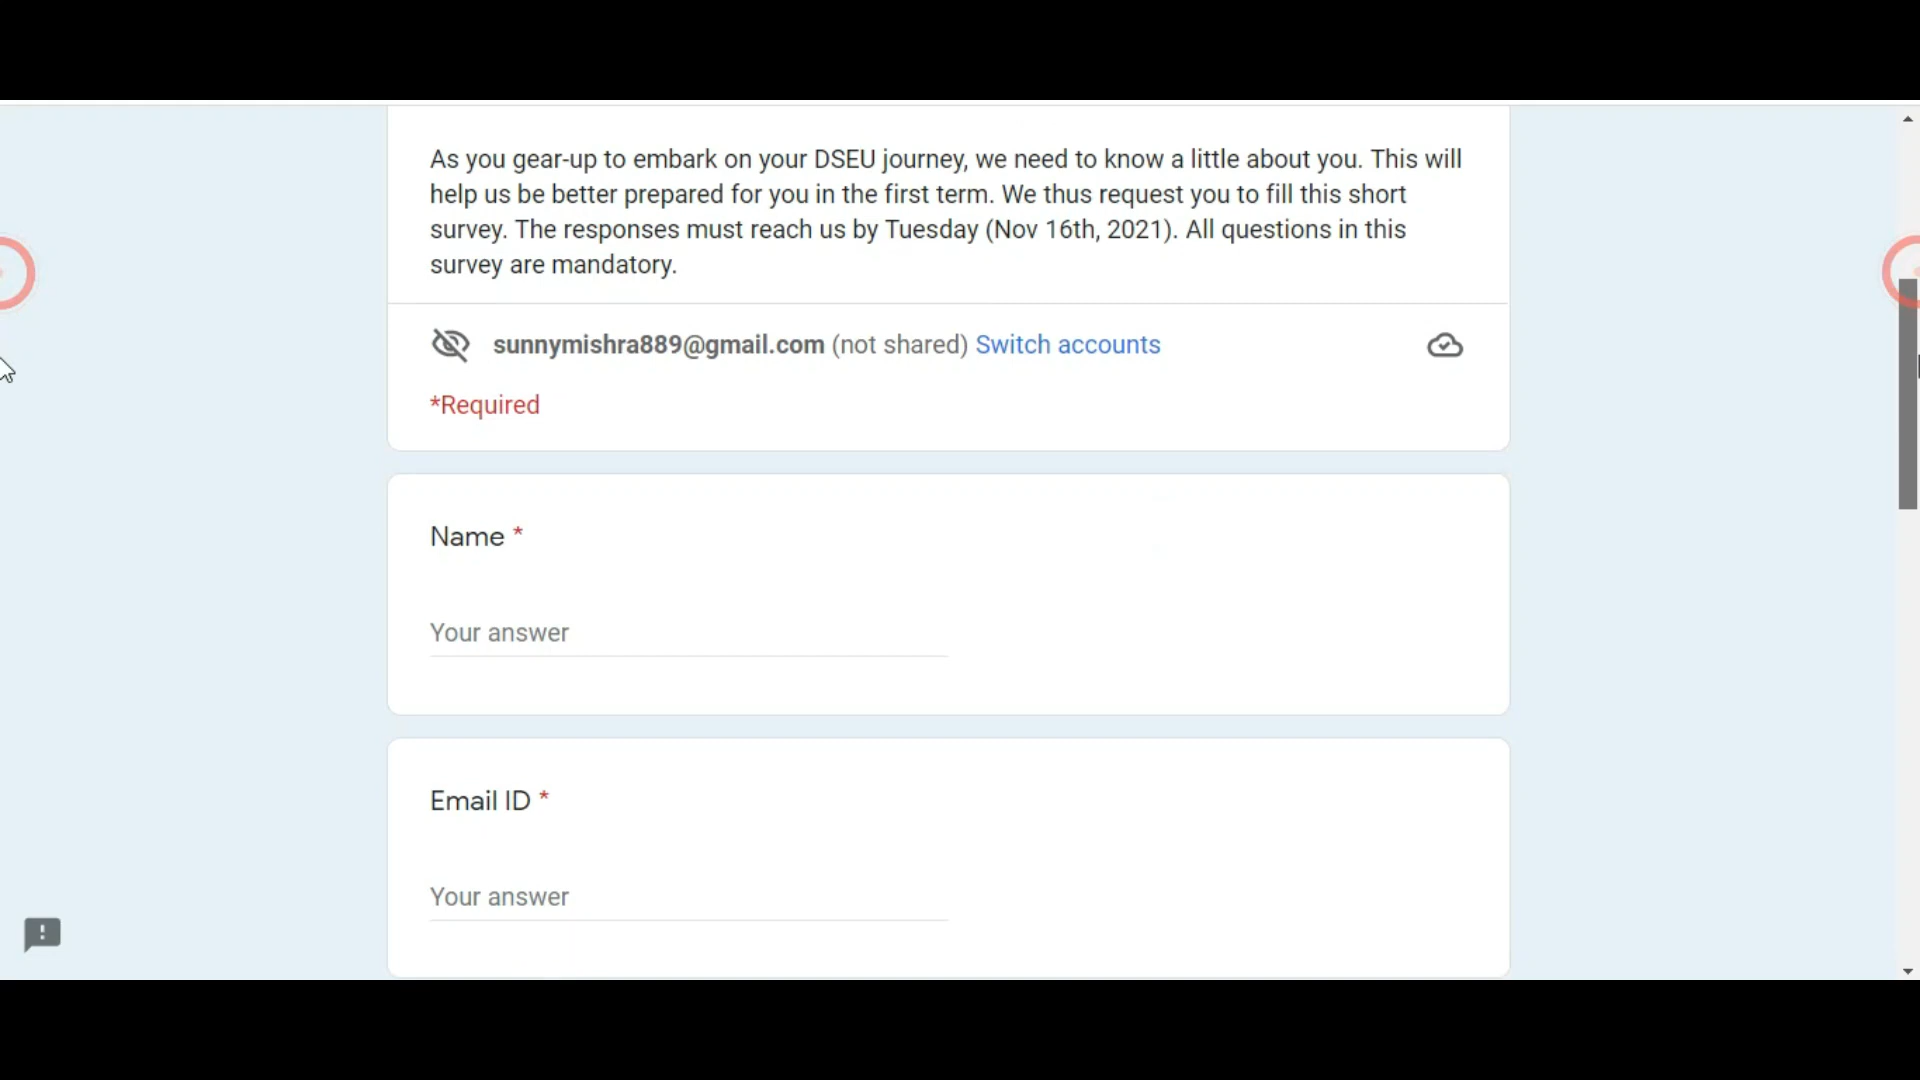 As you gear-up to embark on your DSEU journey, we need to know a little about you. This will
help us be better prepared for you in the first term. We thus request you to fill this short
survey. The responses must reach us by Tuesday (Nov 16th, 2021). All questions in this
survey are mandatory.
sunnymishra889@gmail.com (not shared) Switch accounts
*Required
Name *
Your answer
Email ID *
Your answer